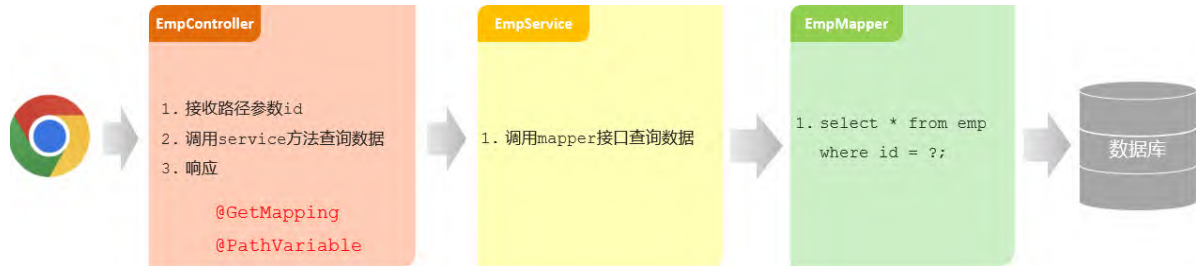 EmpController
1. 接收路径参数id
2. 调用service方法查询数据
3. 响应
@GetMapping
@PathVariable
EmpService
1. 调用mapper接口查询数据
EmpMapper
1. select * from emp
where id = ?;
数据库